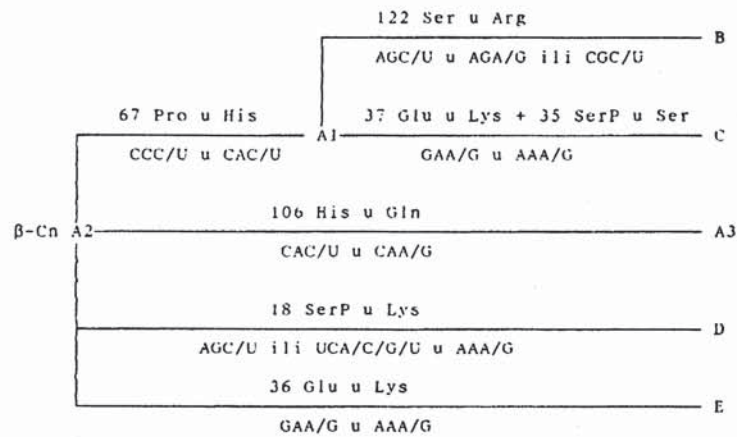 122 Ser u Arg
B
AGC/U u AGA/G ili CGC/U
67 Pro u His
A1
37 Glu u Lys + 35 SerP u Ser
C
CCC/U u CAC/U
GAA/G u AAA/G
106 His u Gln
β-Cn A2
A3
CAC/U u CAA/G
18 SerP u Lys
D
AGC/U ili UCA/C/G/U u AAA/G
36 Glu u Lys
E
GAA/G u AAA/G